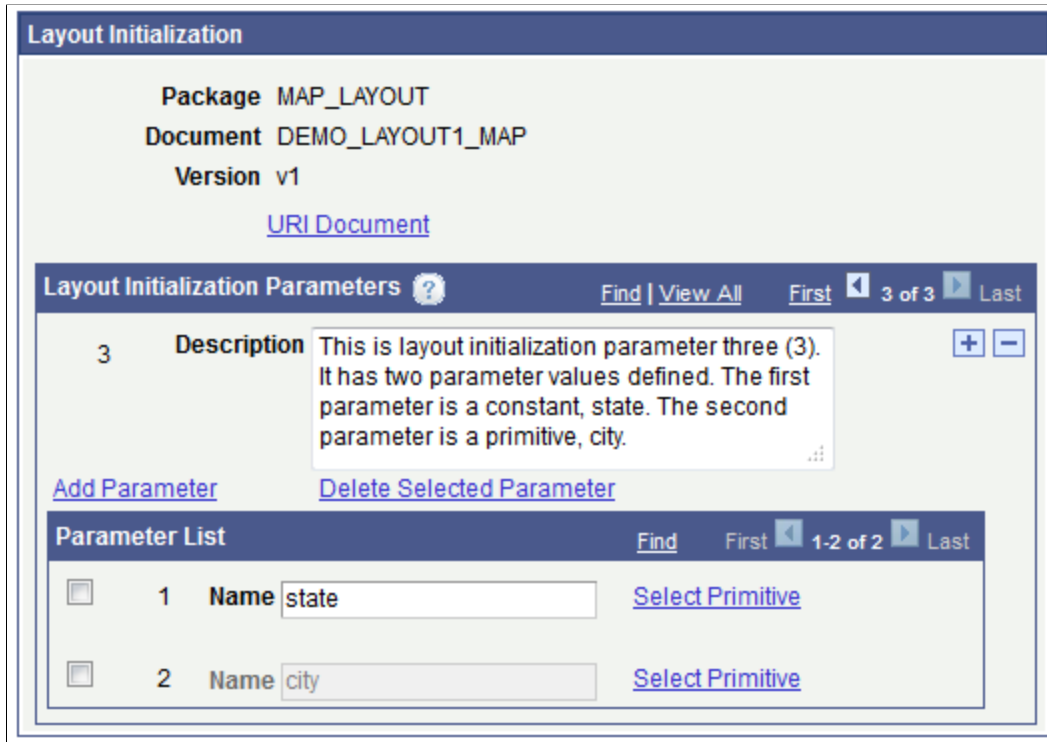 Layout Initialization
Package MAP_LAYOUT
Document DEMO_LAYOUT1_MAP
Version v1
URI Document
Layout Initialization Parameters ? Find | View All First 3 of 3 Last
3 Description This is layout initialization parameter three (3).
It has two parameter values defined. The first
parameter is a constant, state. The second
parameter is a primitive, city.
Add Parameter Delete Selected Parameter
Parameter List Find First 1-2 of 2 Last
1 Name state Select Primitive
2 Name city Select Primitive